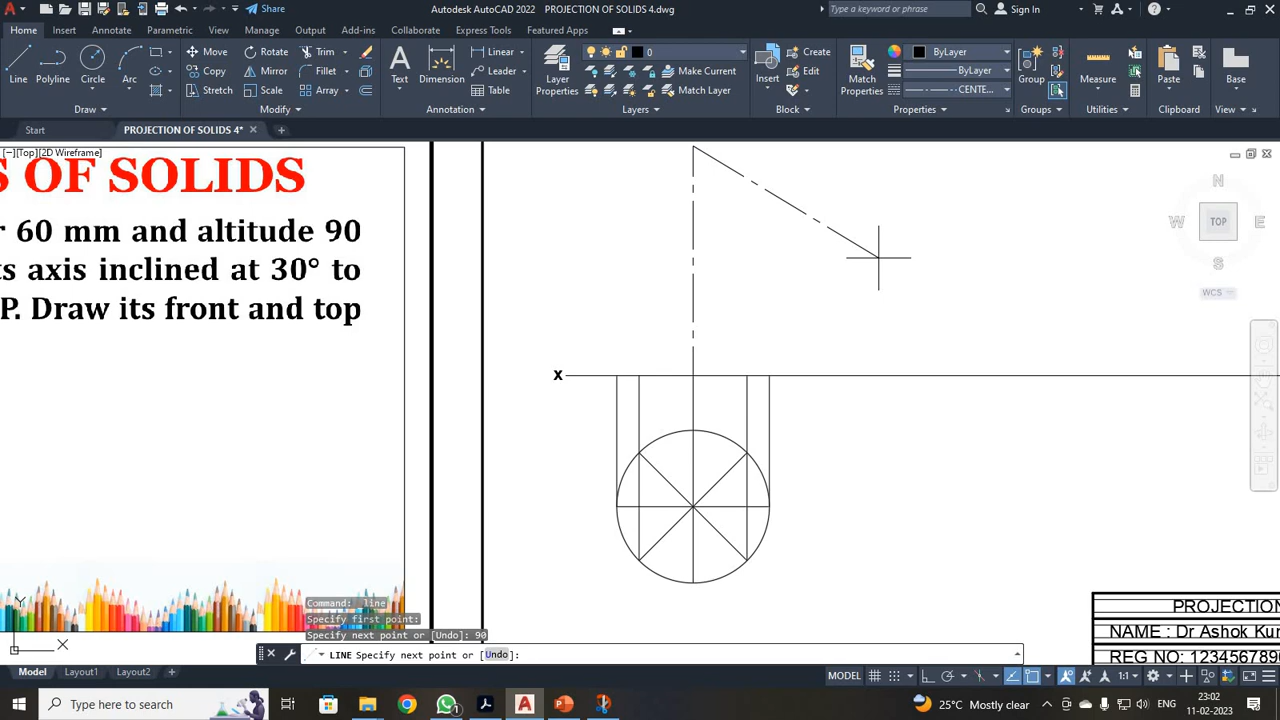 Share
Autodesk AutoCAD 2022 PROJECTION OF SOLIDS 4.dwg
Type a keyword or phrase
Sign In
Home Insert Annotate Parametric View Manage Output Add-ins Collaborate Express Tools Featured Apps
Line Polyline Circle Arc
Move Rotate Trim
Copy Mirror Fillet
Stretch Scale Array
Text Dimension
Linear
Leader
Table
Layer Properties
0
Make Current
Match Layer
Insert
Create
Edit
Match Properties
ByLayer
ByLayer
CENTE...
Group
Measure
Paste
Base
Draw Modify Annotation Layers Block Properties Groups Utilities Clipboard View
Start PROJECTION OF SOLIDS 4*
[−][Top][2D Wireframe]
S OF SOLIDS
r 60 mm and altitude 90
ts axis inclined at 30° to
P. Draw its front and top
X
N
W TOP E
S
WCS
PROJECTION
NAME : Dr Ashok Kur
REG NO: 123456789
Command: _line
Specify first point:
Specify next point or [Undo]: 90
LINE Specify next point or [Undo]:
Y
X
Model Layout1 Layout2 +
MODEL
1:1
Type here to search
1
25°C Mostly clear
ENG
23:02
11-02-2023